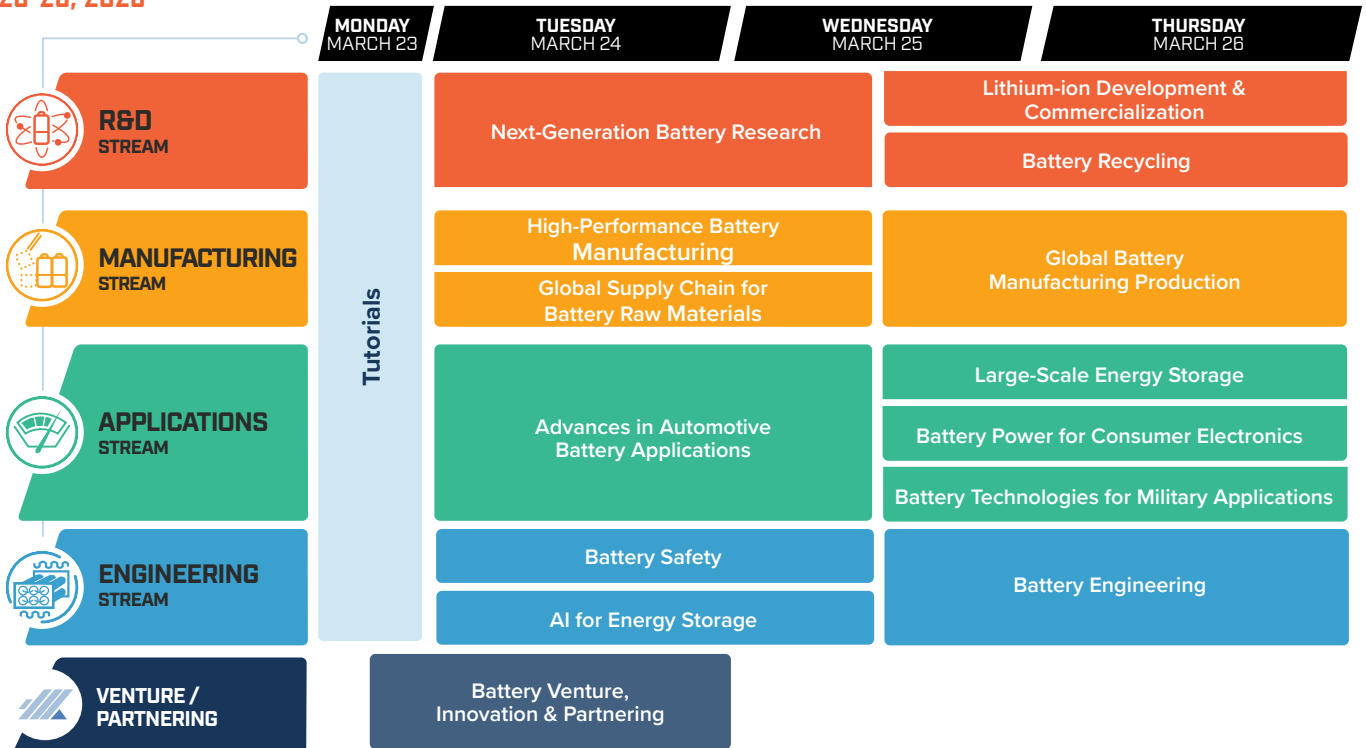 MONDAY
MARCH 23
TUESDAY
MARCH 24
WEDNESDAY
MARCH 25
THURSDAY
MARCH 26
R&D
STREAM
Tutorials
Next-Generation Battery Research
Lithium-ion Development &
Commercialization
Battery Recycling
MANUFACTURING
STREAM
High-Performance Battery
Manufacturing
Global Supply Chain for
Battery Raw Materials
Global Battery
Manufacturing Production
APPLICATIONS
STREAM
Advances in Automotive
Battery Applications
Large-Scale Energy Storage
Battery Power for Consumer Electronics
Battery Technologies for Military Applications
ENGINEERING
STREAM
Battery Safety
AI for Energy Storage
Battery Engineering
VENTURE /
PARTNERING
Battery Venture,
Innovation & Partnering